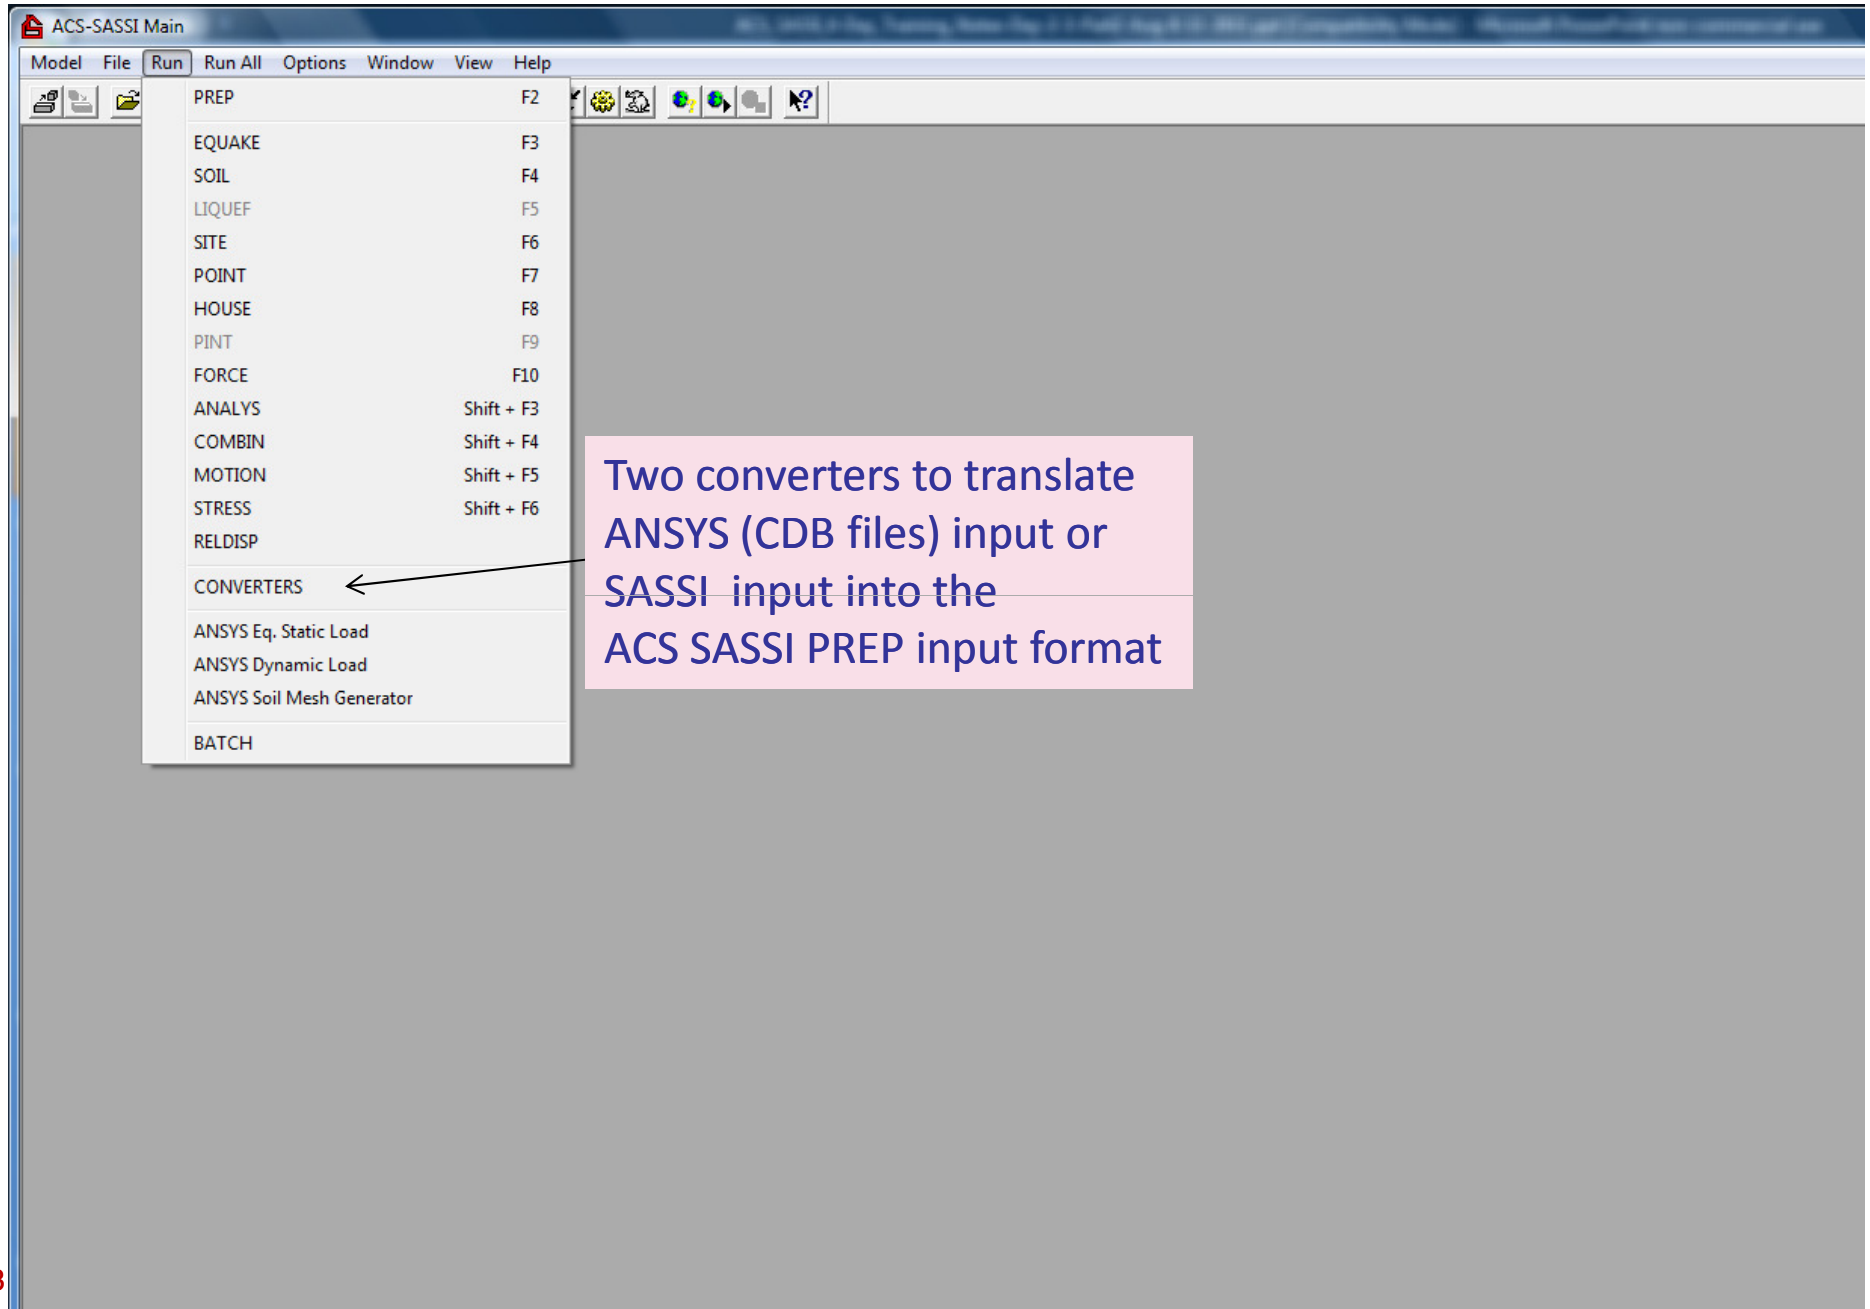 ACS-SASSI Main
Model File Run Run All Options Window View Help
PREP F2
EQUAKE F3
SOIL F4
LIQUEF F5
SITE F6
POINT F7
HOUSE F8
PINT F9
FORCE F10
ANALYS Shift + F3
COMBIN Shift + F4
MOTION Shift + F5
STRESS Shift + F6
RELDISP
CONVERTERS
ANSYS Eq. Static Load
ANSYS Dynamic Load
ANSYS Soil Mesh Generator
BATCH
Two converters to translate
ANSYS (CDB files) input or
SASSI input into the
ACS SASSI PREP input format